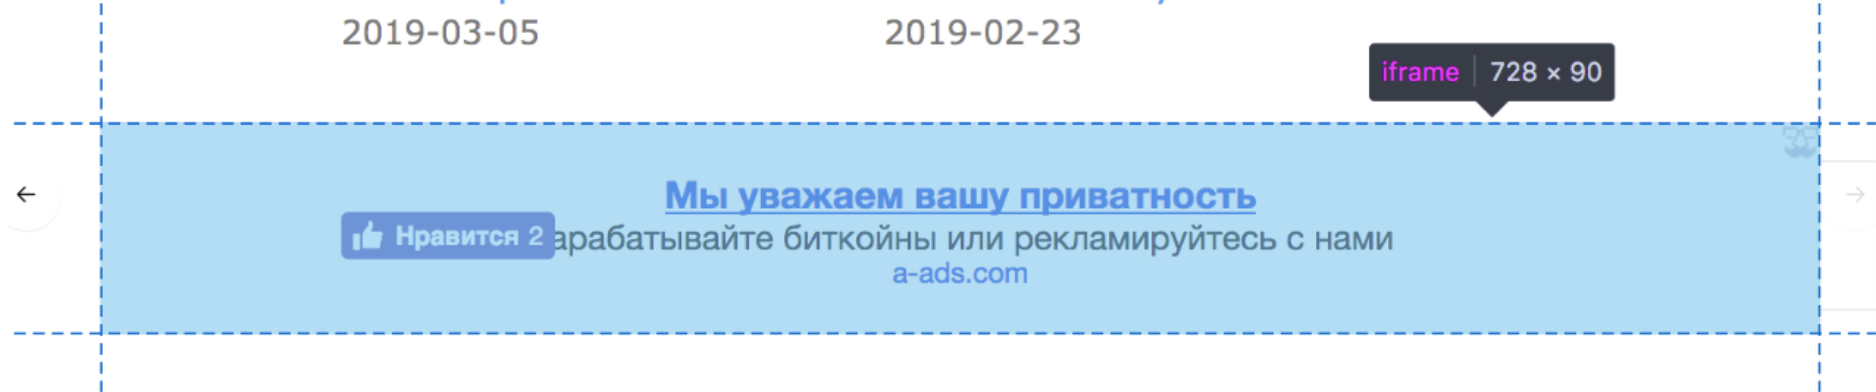 2019-03-05
2019-02-23
iframe 728 × 90
←
→
Мы уважаем вашу приватность
Нравится 2
арабатывайте биткойны или рекламируйтесь с нами
a-ads.com